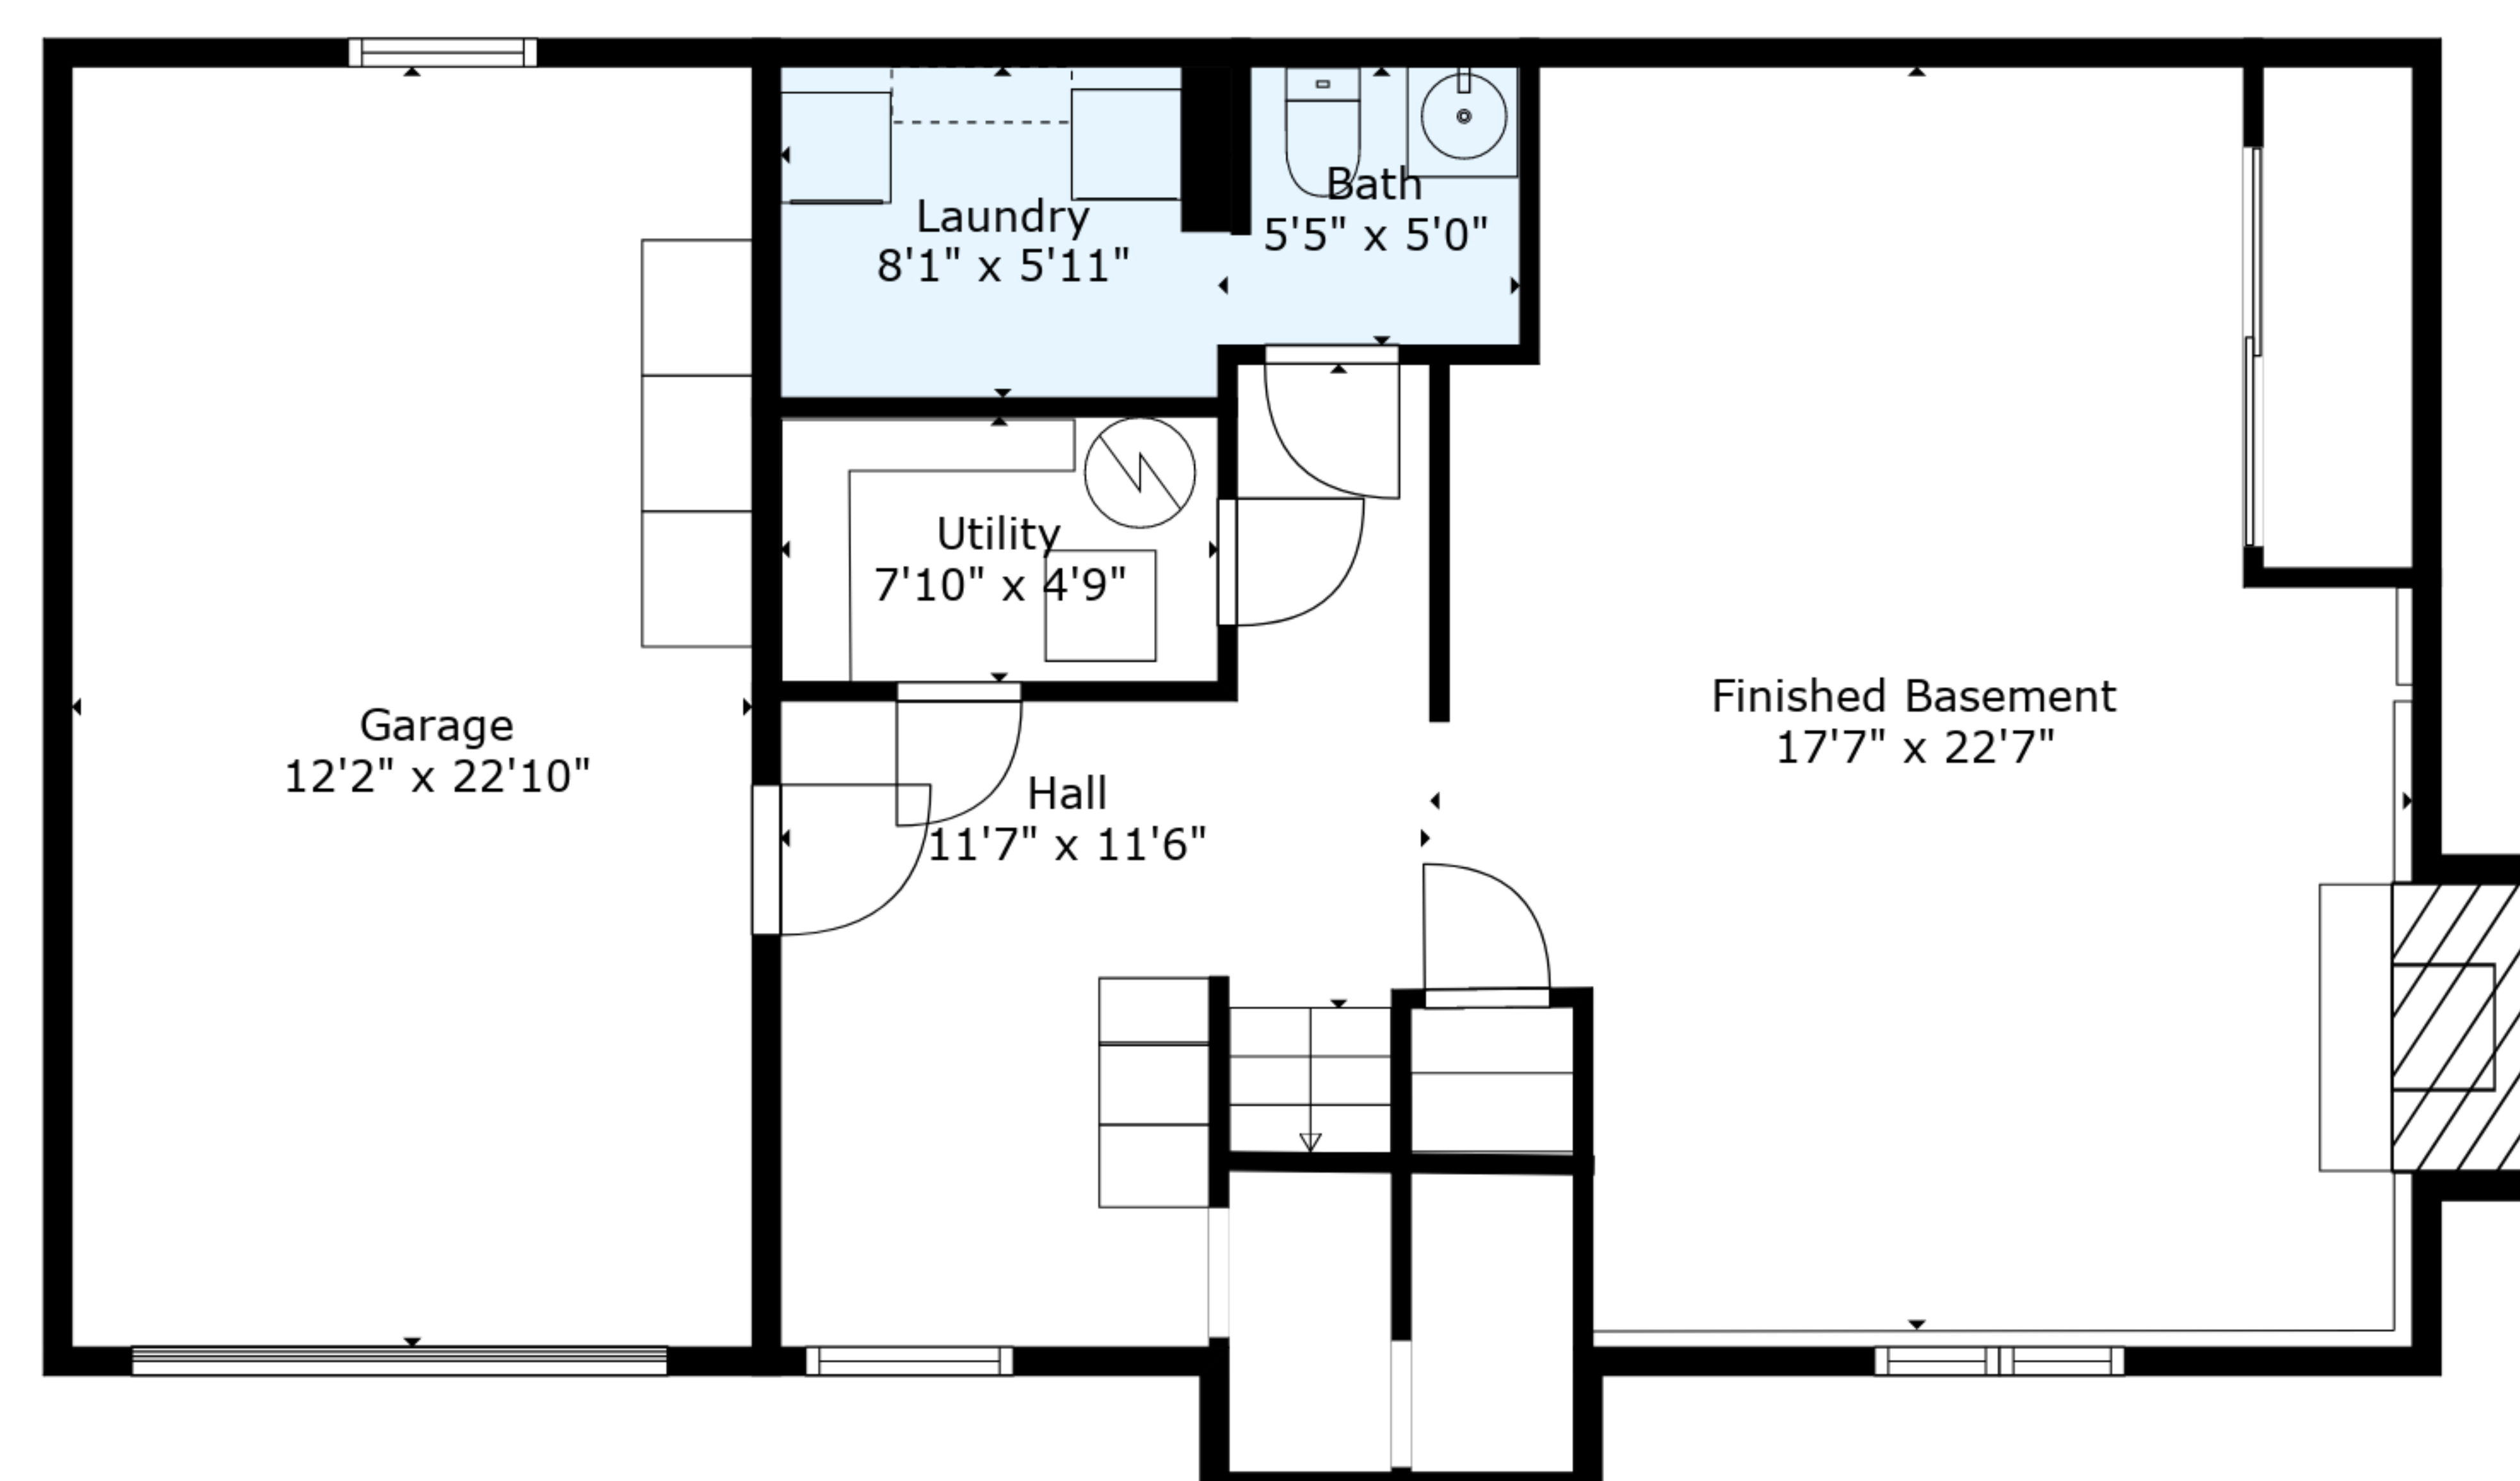 Laundry
8'1" x 5'11"
Bath
5'5" x 5'0"
Utility
7'10" x 4'9"
Garage
12'2" x 22'10"
Hall
11'7" x 11'6"
Finished Basement
17'7" x 22'7"